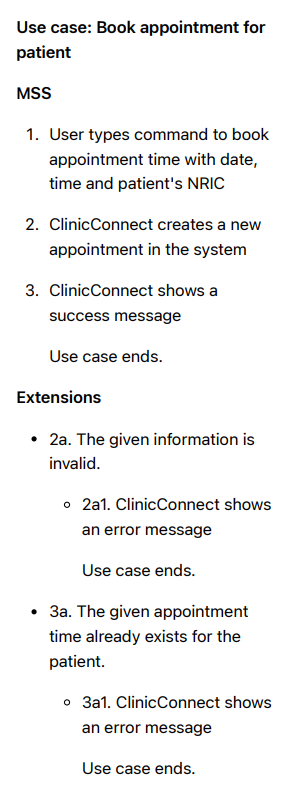 Use case: Book appointment for
patient
MSS
1. User types command to book
appointment time with date,
time and patient's NRIC
2. ClinicConnect creates a new
appointment in the system
3. ClinicConnect shows a
success message
Use case ends.
Extensions
• 2a. The given information is
invalid.
◦ 2a1. ClinicConnect shows
an error message
Use case ends.
• 3a. The given appointment
time already exists for the
patient.
◦ 3a1. ClinicConnect shows
an error message
Use case ends.